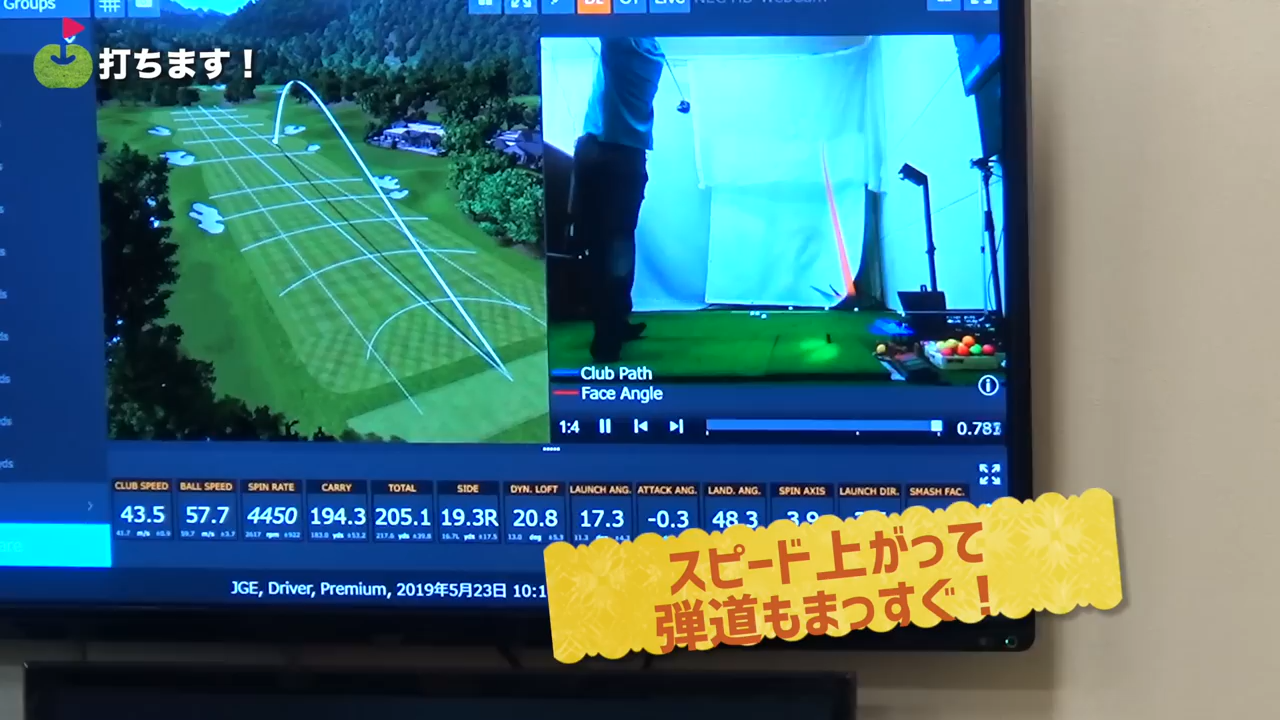 Groups
打ちます！
Club Path
Face Angle
1:4
CLUB SPEED BALL SPEED SPIN RATE CARRY TOTAL SIDE DYN. LOFT LAUNCH ANG. ATTACK ANG. LAND. ANG. SPIN AXIS LAUNCH DIR. SMASH FAC.
43.5 57.7 4450 194.3 205.1 19.3R 20.8 17.3 -0.3 48.3
JGE, Driver, Premium, 2019年5月23日 10:1
スピード上がって
弾道もまっすぐ！